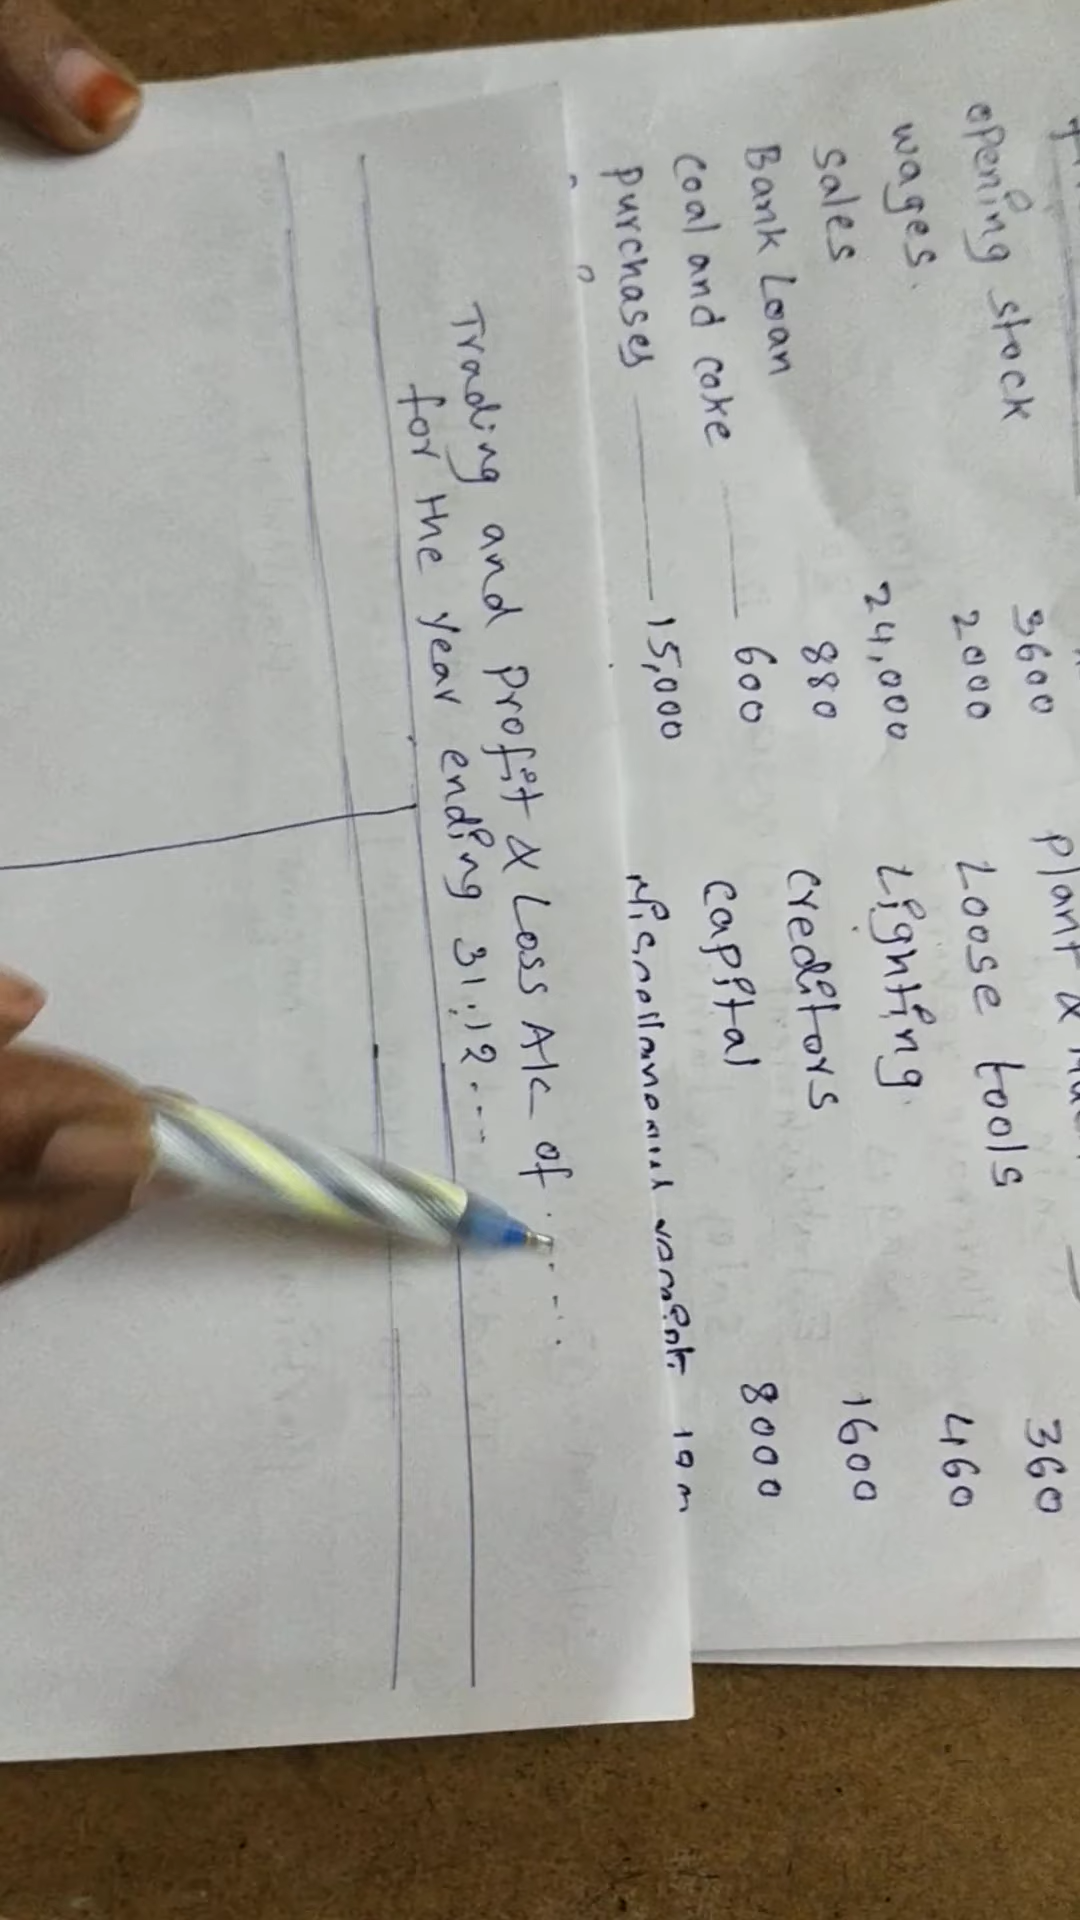 opening stock 3600 Plant &
wages 2000 Loose tools 360
Sales 24,000 Lighting 460
Bank Loan 880 Creditors 1600
Coal and coke 600 Capital 8000
Purchases 15,000
Trading and Profit & Loss A/c of .....
for the year ending 31.12....